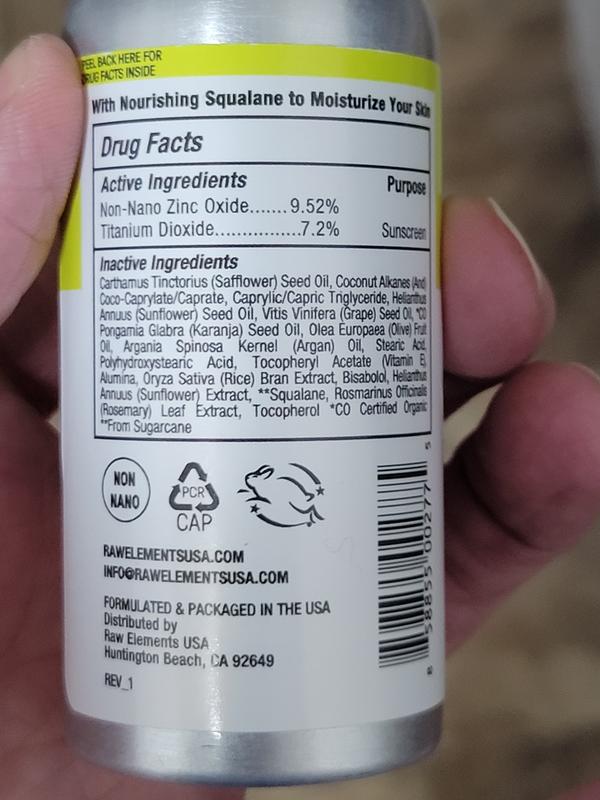 PEEL BACK HERE FOR
DRUG FACTS INSIDE
With Nourishing Squalane to Moisturize Your Skin
Drug Facts
Active Ingredients Purpose
Non-Nano Zinc Oxide.......9.52%
Titanium Dioxide................7.2% Sunscreen
Inactive Ingredients
Carthamus Tinctorius (Safflower) Seed Oil, Coconut Alkanes (And)
Coco-Caprylate/Caprate, Caprylic/Capric Triglyceride, Helianthus
Annuus (Sunflower) Seed Oil, Vitis Vinifera (Grape) Seed Oil, *CO
Pongamia Glabra (Karanja) Seed Oil, Olea Europaea (Olive) Fruit
Oil, Argania Spinosa Kernel (Argan) Oil, Stearic Acid,
Polyhydroxystearic Acid, Tocopheryl Acetate (Vitamin E),
Alumina, Oryza Sativa (Rice) Bran Extract, Bisabolol, Helianthus
Annuus (Sunflower) Extract, **Squalane, Rosmarinus Officinalis
(Rosemary) Leaf Extract, Tocopherol *CO Certified Organic
**From Sugarcane
NON
NANO
PCR
CAP
RAWELEMENTSUSA.COM
INFO@RAWELEMENTSUSA.COM
FORMULATED & PACKAGED IN THE USA
Distributed by
Raw Elements USA
Huntington Beach, CA 92649
REV_1
8 58855 00277 5